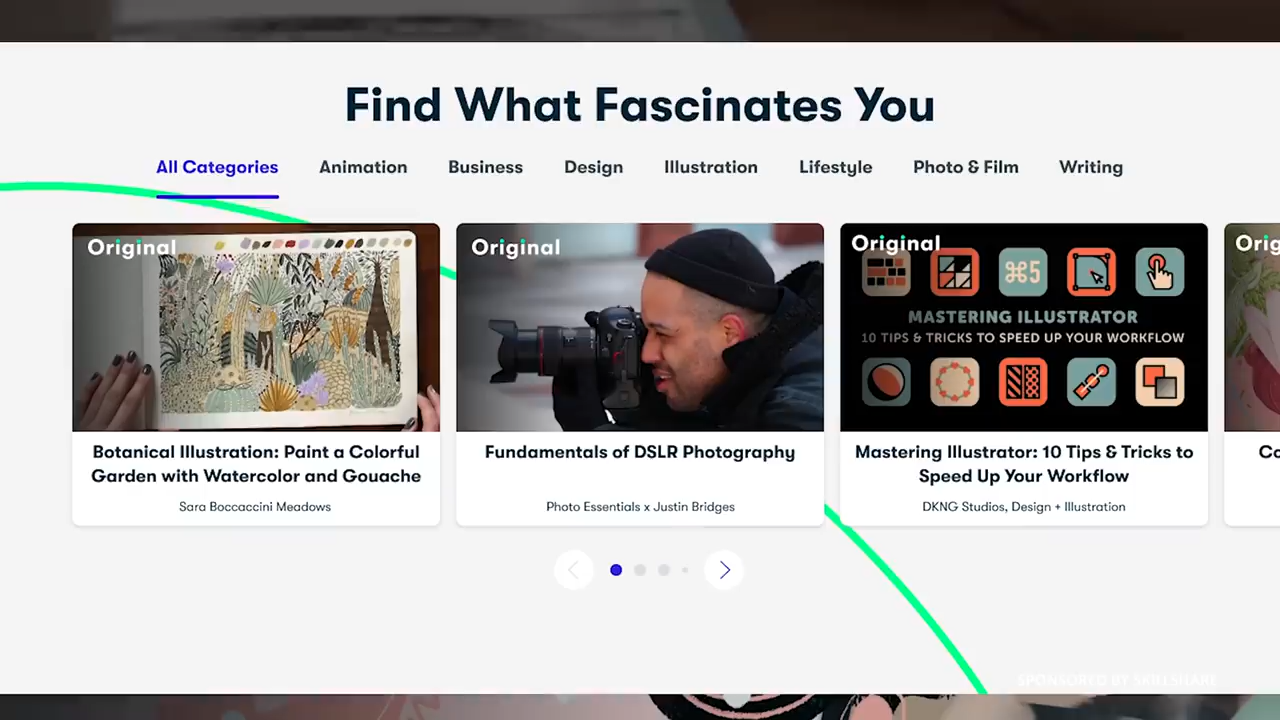 Find What Fascinates You
All Categories Animation Business Design Illustration Lifestyle Photo & Film Writing
Original
Original
Original
⌘5
MASTERING ILLUSTRATOR
10 TIPS & TRICKS TO SPEED UP YOUR WORKFLOW
Botanical Illustration: Paint a Colorful
Garden with Watercolor and Gouache
Sara Boccaccini Meadows
Fundamentals of DSLR Photography
Photo Essentials x Justin Bridges
Mastering Illustrator: 10 Tips & Tricks to
Speed Up Your Workflow
DKNG Studios, Design + Illustration
SPONSORED BY SKILLSHARE